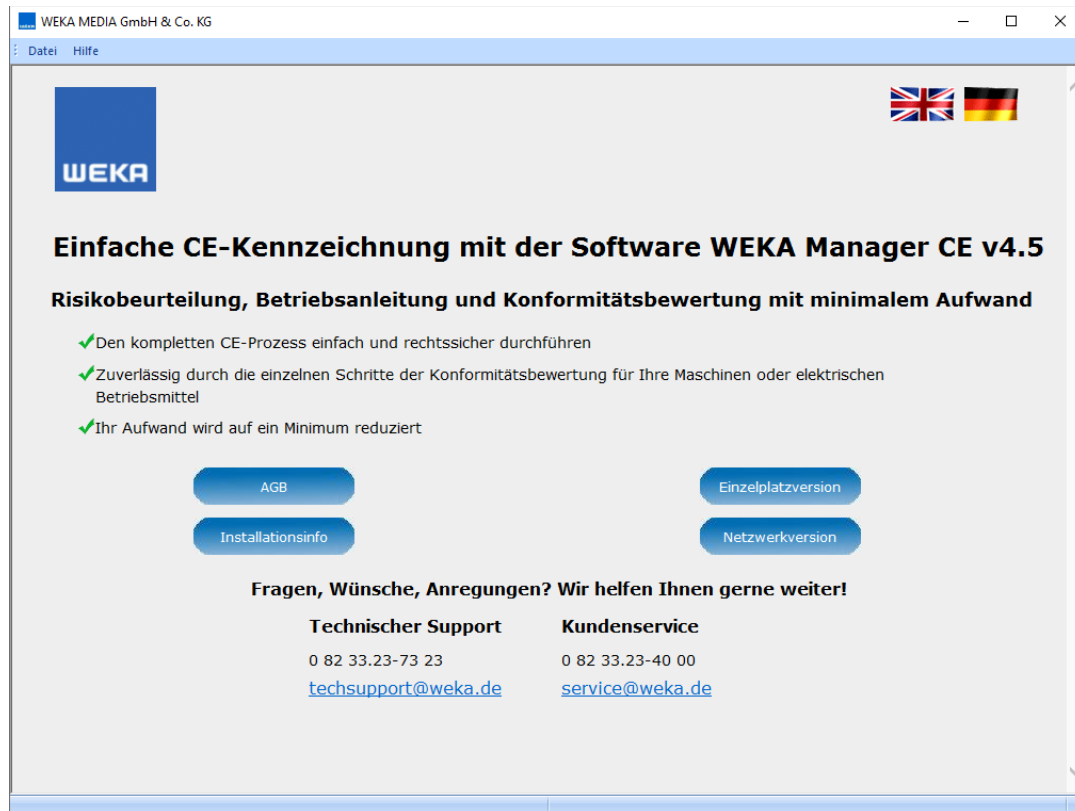 WEKA MEDIA GmbH & Co. KG
Datei Hilfe
WEKA
Einfache CE-Kennzeichnung mit der Software WEKA Manager CE v4.5
Risikobeurteilung, Betriebsanleitung und Konformitätsbewertung mit minimalem Aufwand
Den kompletten CE-Prozess einfach und rechtssicher durchführen
Zuverlässig durch die einzelnen Schritte der Konformitätsbewertung für Ihre Maschinen oder elektrischen
Betriebsmittel
Ihr Aufwand wird auf ein Minimum reduziert
AGB Einzelplatzversion
Installationsinfo Netzwerkversion
Fragen, Wünsche, Anregungen? Wir helfen Ihnen gerne weiter!
Technischer Support Kundenservice
0 82 33.23-73 23 0 82 33.23-40 00
techsupport@weka.de service@weka.de